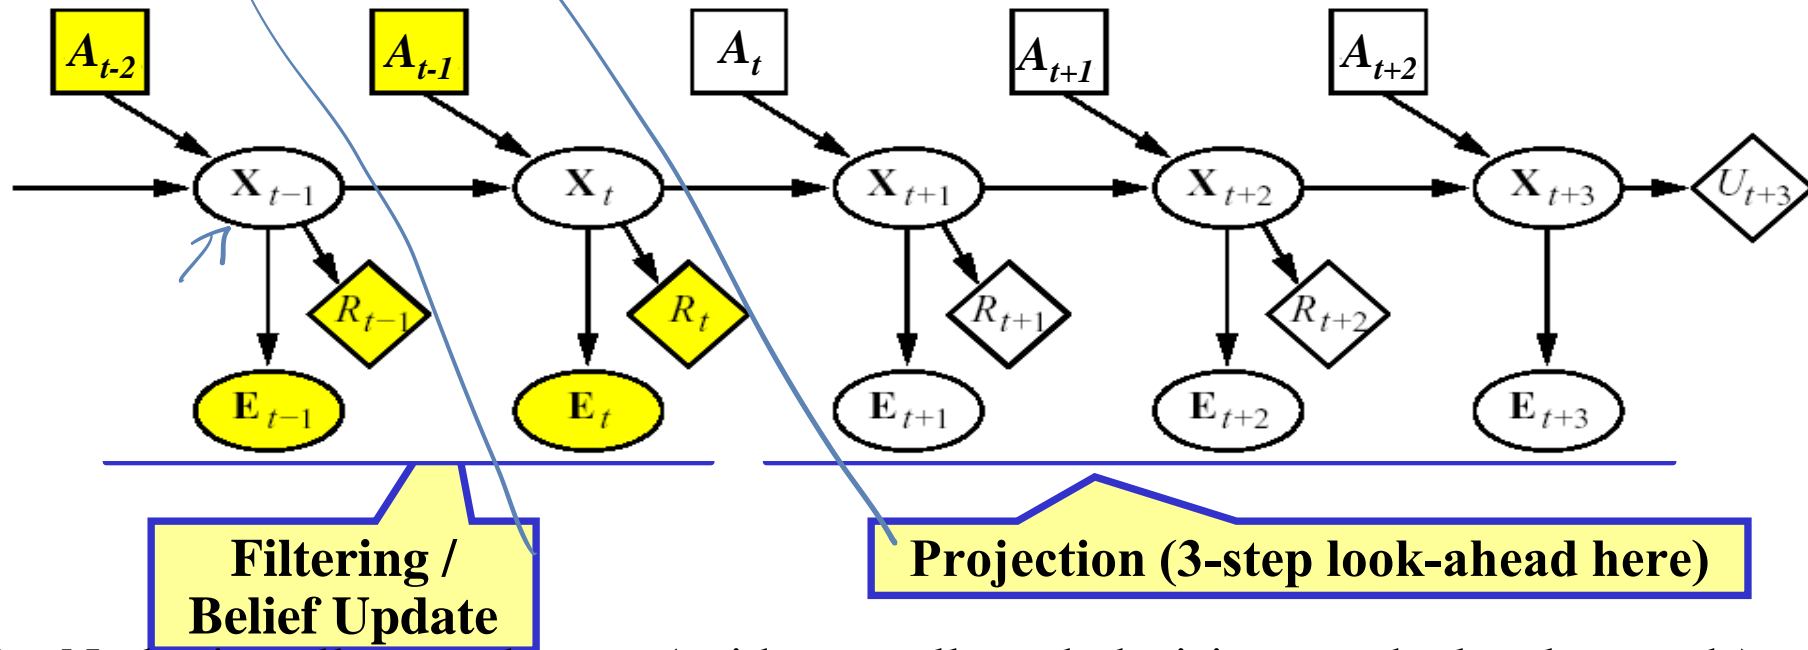 A t-2 A t-1 A t A t+1 A t+2
X t−1 X t X t+1 X t+2 X t+3 U t+3
R t−1 R t R t+1 R t+2
E t−1 E t E t+1 E t+2 E t+3
Filtering /
Belief Update
Projection (3-step look-ahead here)